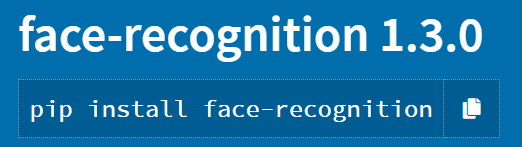 face-recognition 1.3.0
pip install face-recognition